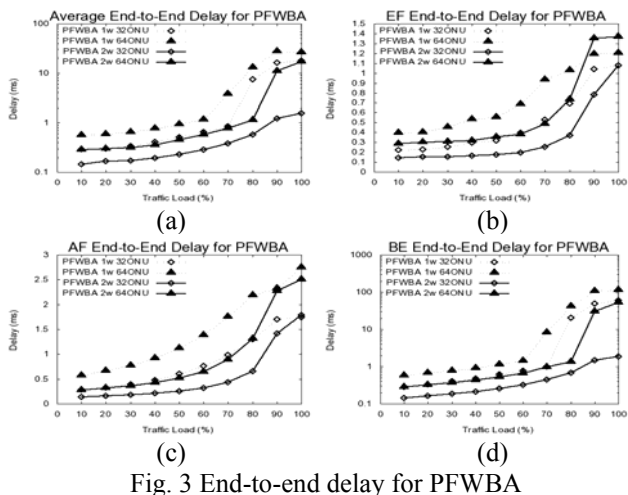 Average End-to-End Delay for PFWBA
PFWBA 1w 32ONU
PFWBA 1w 64ONU
PFWBA 2w 32ONU
PFWBA 2w 64ONU
100
10
1
0.1
Delay (ms)
0 10 20 30 40 50 60 70 80 90 100
Traffic Load (%)
(a)
EF End-to-End Delay for PFWBA
PFWBA 1w 32ONU
PFWBA 1w 64ONU
PFWBA 2w 32ONU
PFWBA 2w 64ONU
1.5
1.4
1.3
1.2
1.1
1
0.9
0.8
0.7
0.6
0.5
0.4
0.3
0.2
0.1
0
Delay (ms)
0 10 20 30 40 50 60 70 80 90 100
Traffic Load (%)
(b)
AF End-to-End Delay for PFWBA
PFWBA 1w 32ONU
PFWBA 1w 64ONU
PFWBA 2w 32ONU
PFWBA 2w 64ONU
3
2.5
2
1.5
1
0.5
0
Delay (ms)
0 10 20 30 40 50 60 70 80 90 100
Traffic Load (%)
(c)
BE End-to-End Delay for PFWBA
PFWBA 1w 32ONU
PFWBA 1w 64ONU
PFWBA 2w 32ONU
PFWBA 2w 64ONU
1000
100
10
1
0.1
Delay (ms)
0 10 20 30 40 50 60 70 80 90 100
Traffic Load (%)
(d)
Fig. 3 End-to-end delay for PFWBA